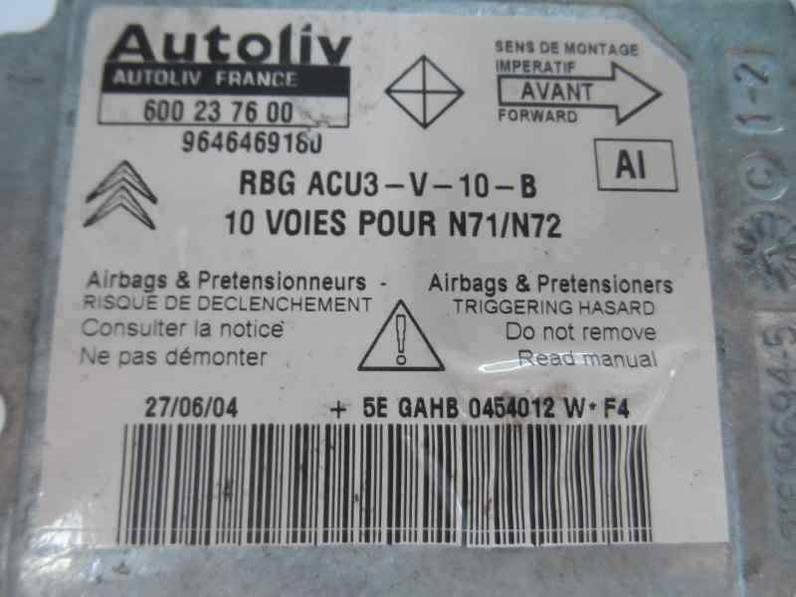 Autoliv
AUTOLIV FRANCE
600 23 76 00
9646469180
SENS DE MONTAGE
IMPERATIF
AVANT
FORWARD
AI
RBG ACU3-V-10-B
10 VOIES POUR N71/N72
Airbags & Pretensionneurs -
RISQUE DE DECLENCHEMENT
Consulter la notice
Ne pas démonter
Airbags & Pretensioners
TRIGGERING HASARD
Do not remove
Read manual
27/06/04 + 5E GAHB 0454012 W* F4
C 1-2